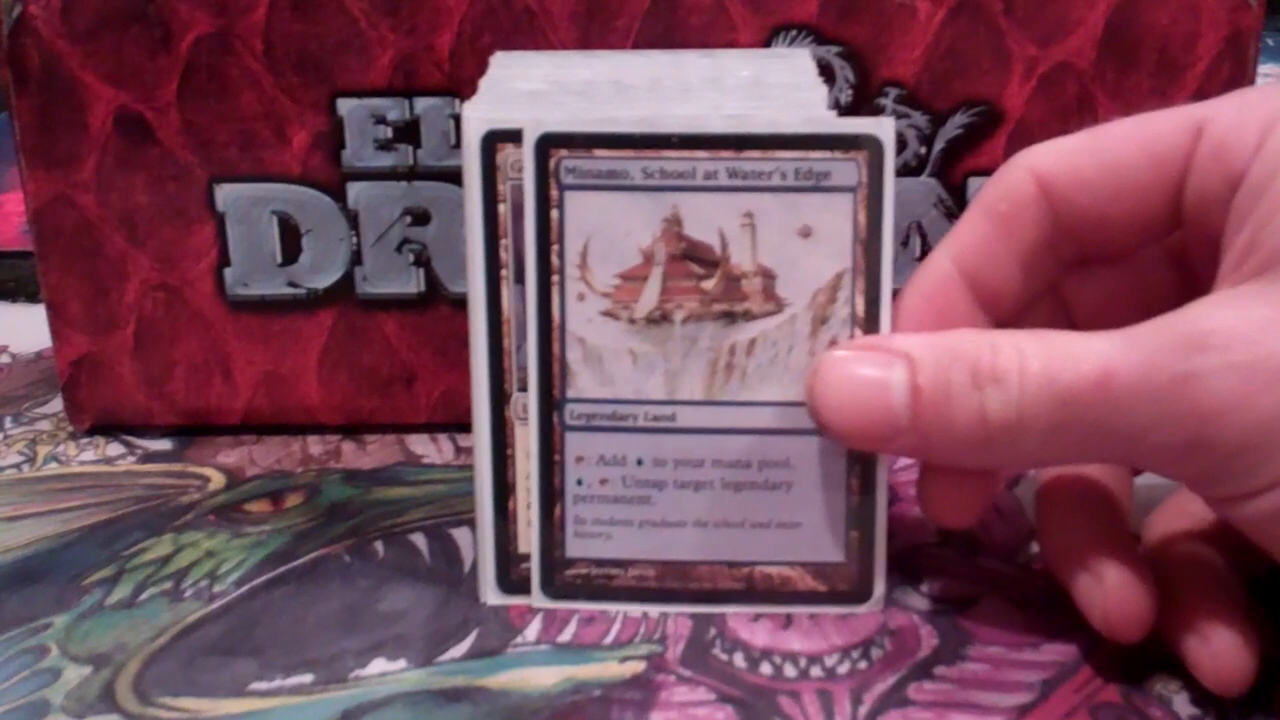 EL
DR
Minamo, School at Water's Edge
Legendary Land
: Add to your mana pool.
, : Untap target legendary
permanent.
Its students graduate the school and enter
history.